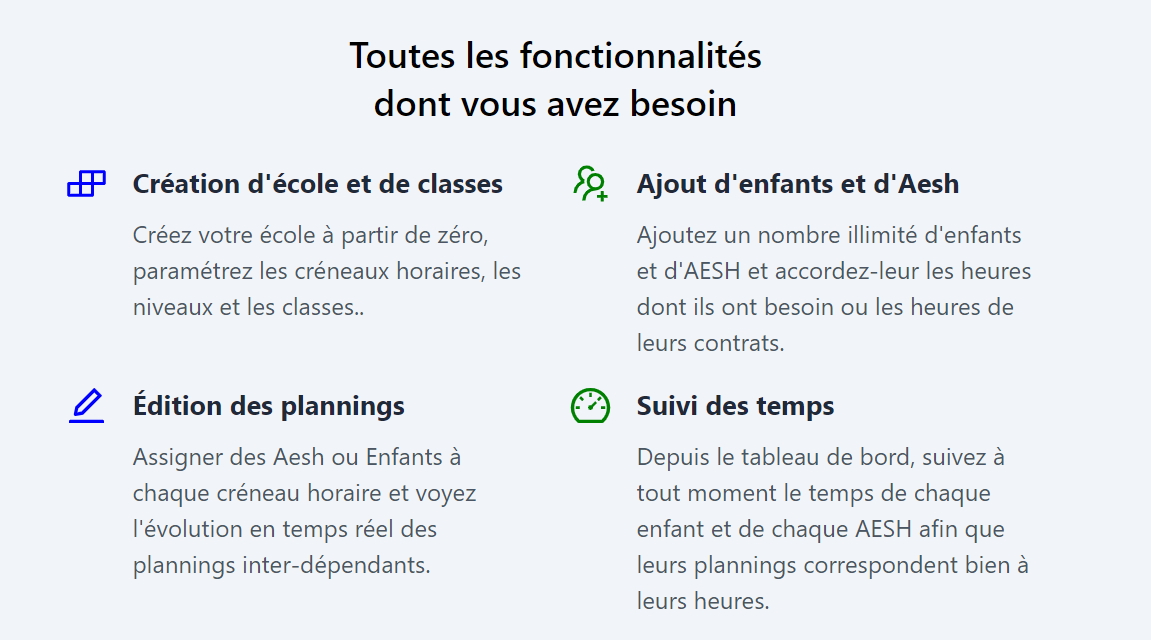 Toutes les fonctionnalités
dont vous avez besoin
Création d'école et de classes
Créez votre école à partir de zéro,
paramétrez les créneaux horaires, les
niveaux et les classes..
Ajout d'enfants et d'Aesh
Ajoutez un nombre illimité d'enfants
et d'AESH et accordez-leur les heures
dont ils ont besoin ou les heures de
leurs contrats.
Édition des plannings
Assigner des Aesh ou Enfants à
chaque créneau horaire et voyez
l'évolution en temps réel des
plannings inter-dépendants.
Suivi des temps
Depuis le tableau de bord, suivez à
tout moment le temps de chaque
enfant et de chaque AESH afin que
leurs plannings correspondent bien à
leurs heures.